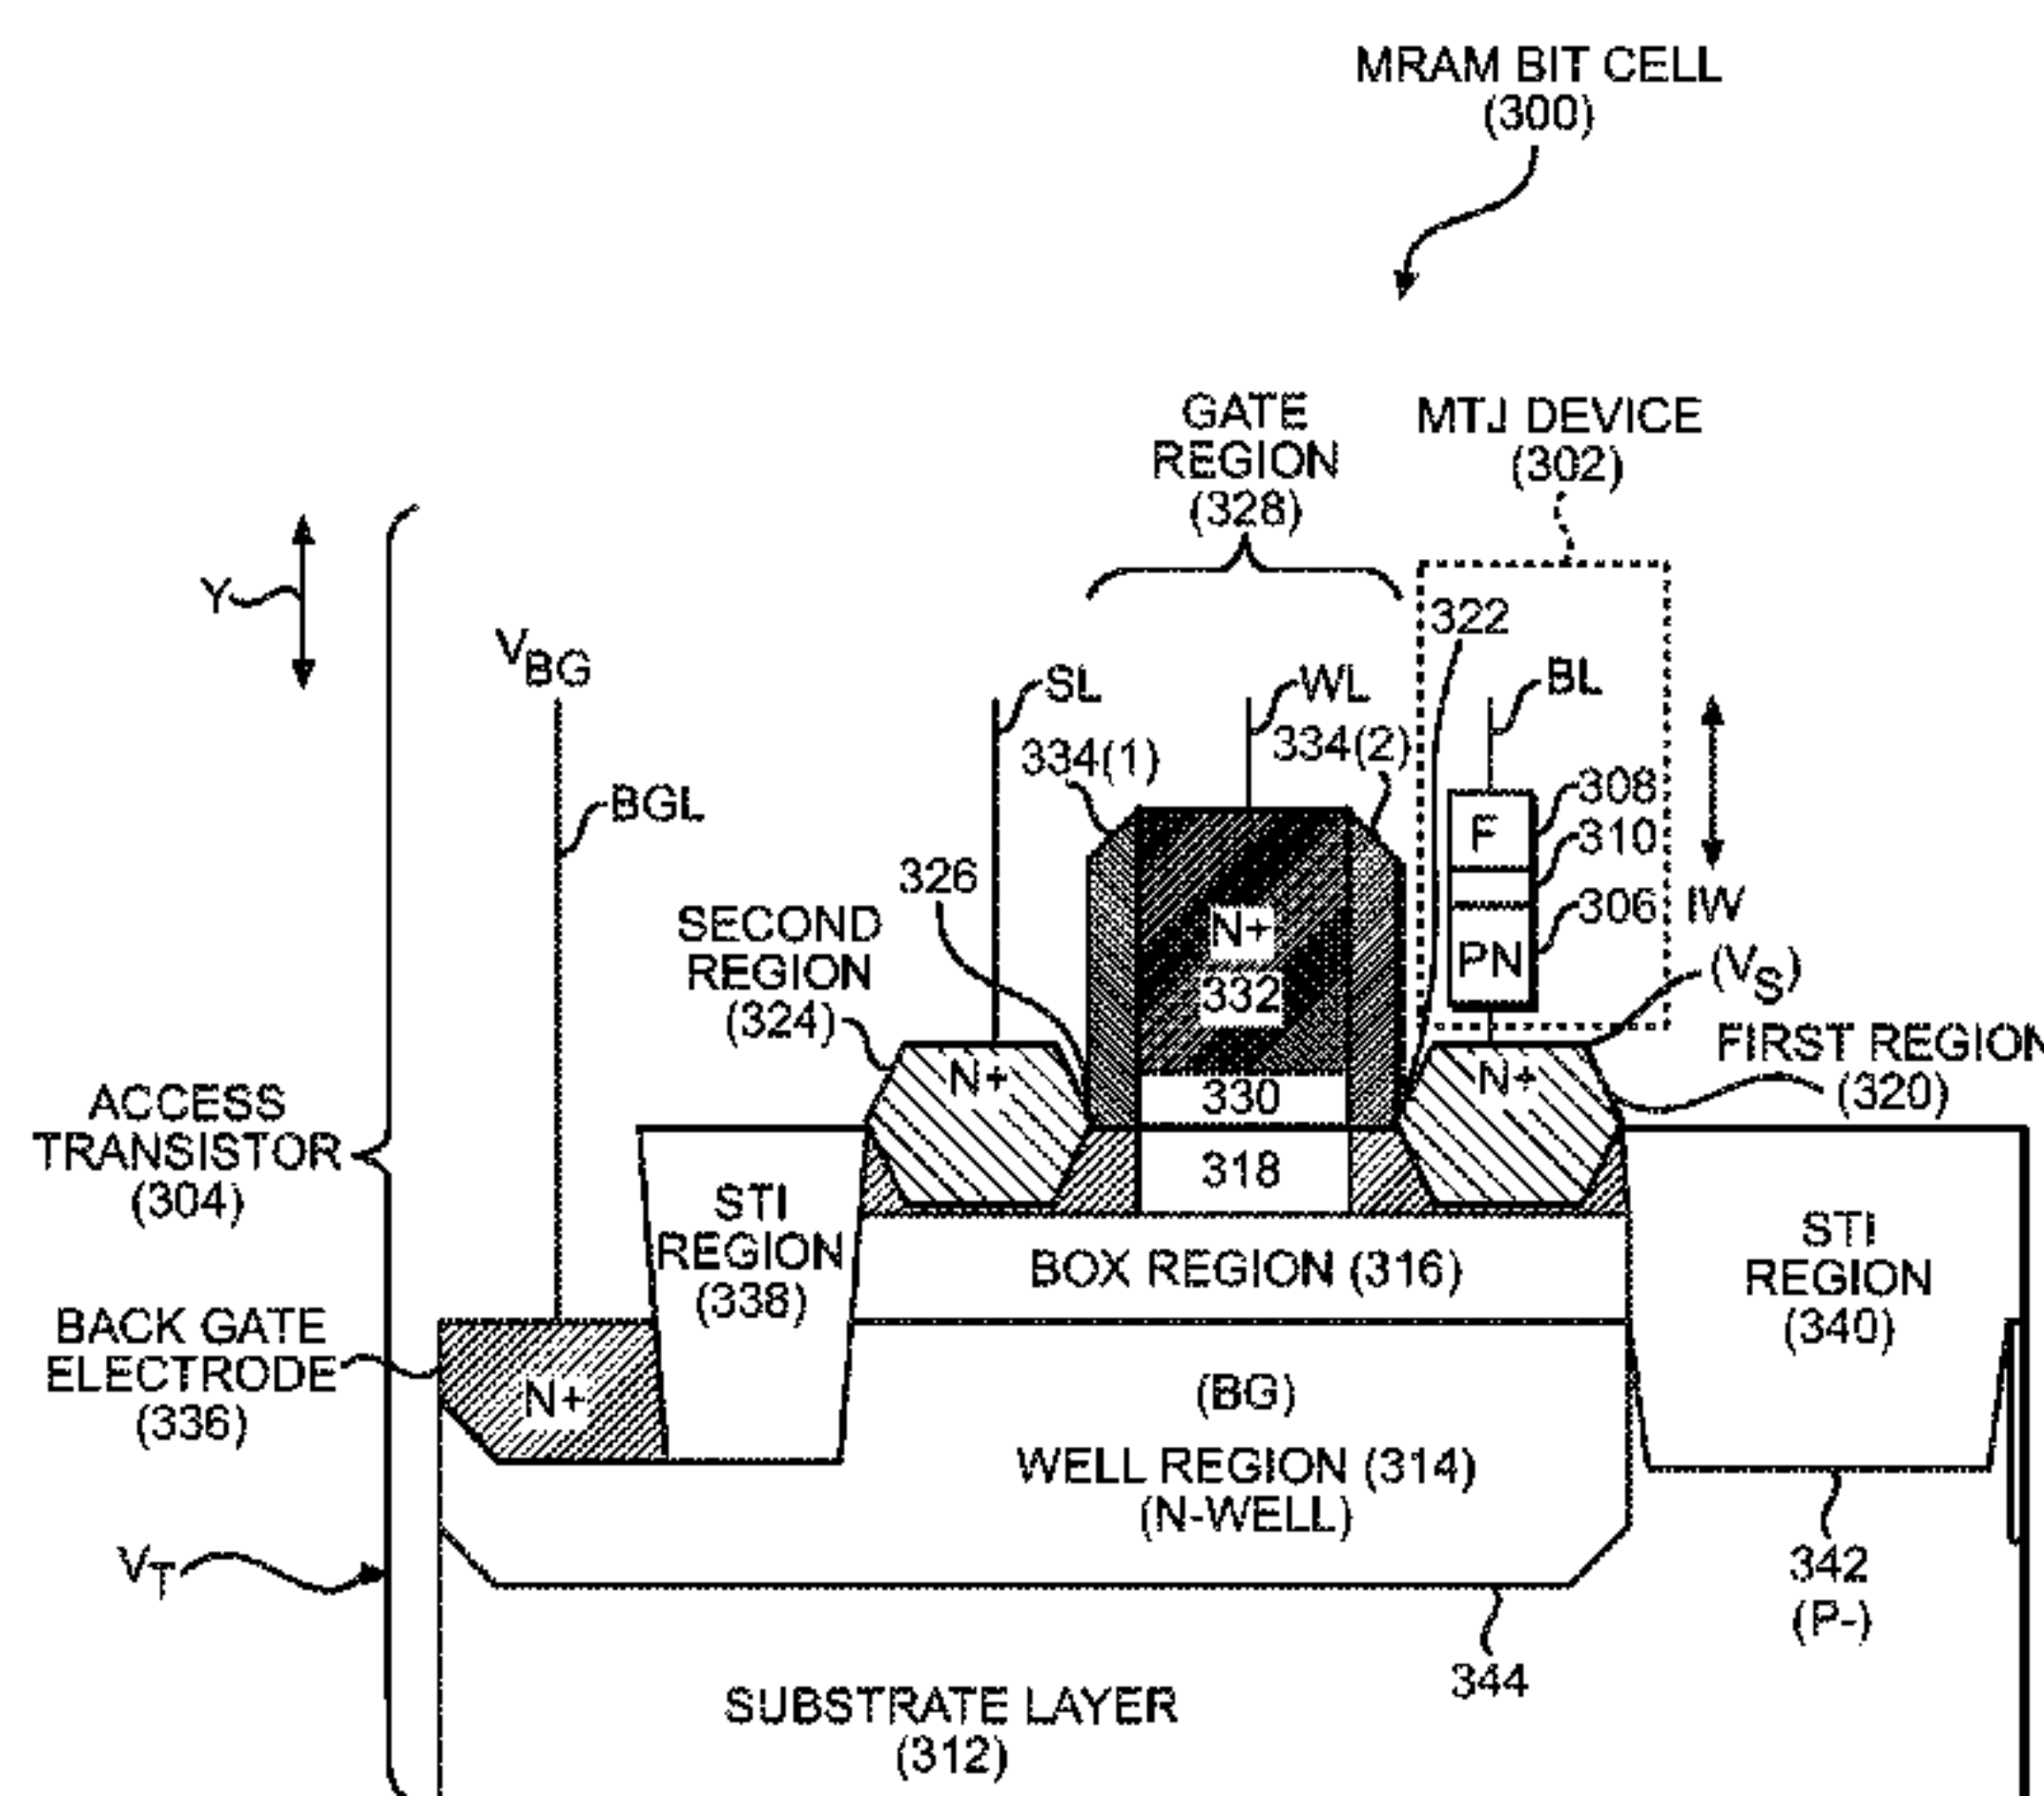 MRAM BIT CELL
(300)
GATE
REGION
(328)
MTJ DEVICE
(302)
Y
322
VBG
SL
WL
BL
334(1)
334(2)
308
BGL
F
310
326
306
IW
SECOND
REGION
(324)
N+
332
PN
(VS)
FIRST REGION
(320)
N+
N+
330
ACCESS
TRANSISTOR
(304)
318
STI
REGION
(338)
STI
REGION
(340)
BOX REGION (316)
BACK GATE
ELECTRODE
(336)
N+
(BG)
WELL REGION (314)
(N-WELL)
VT
342
(P-)
344
SUBSTRATE LAYER
(312)